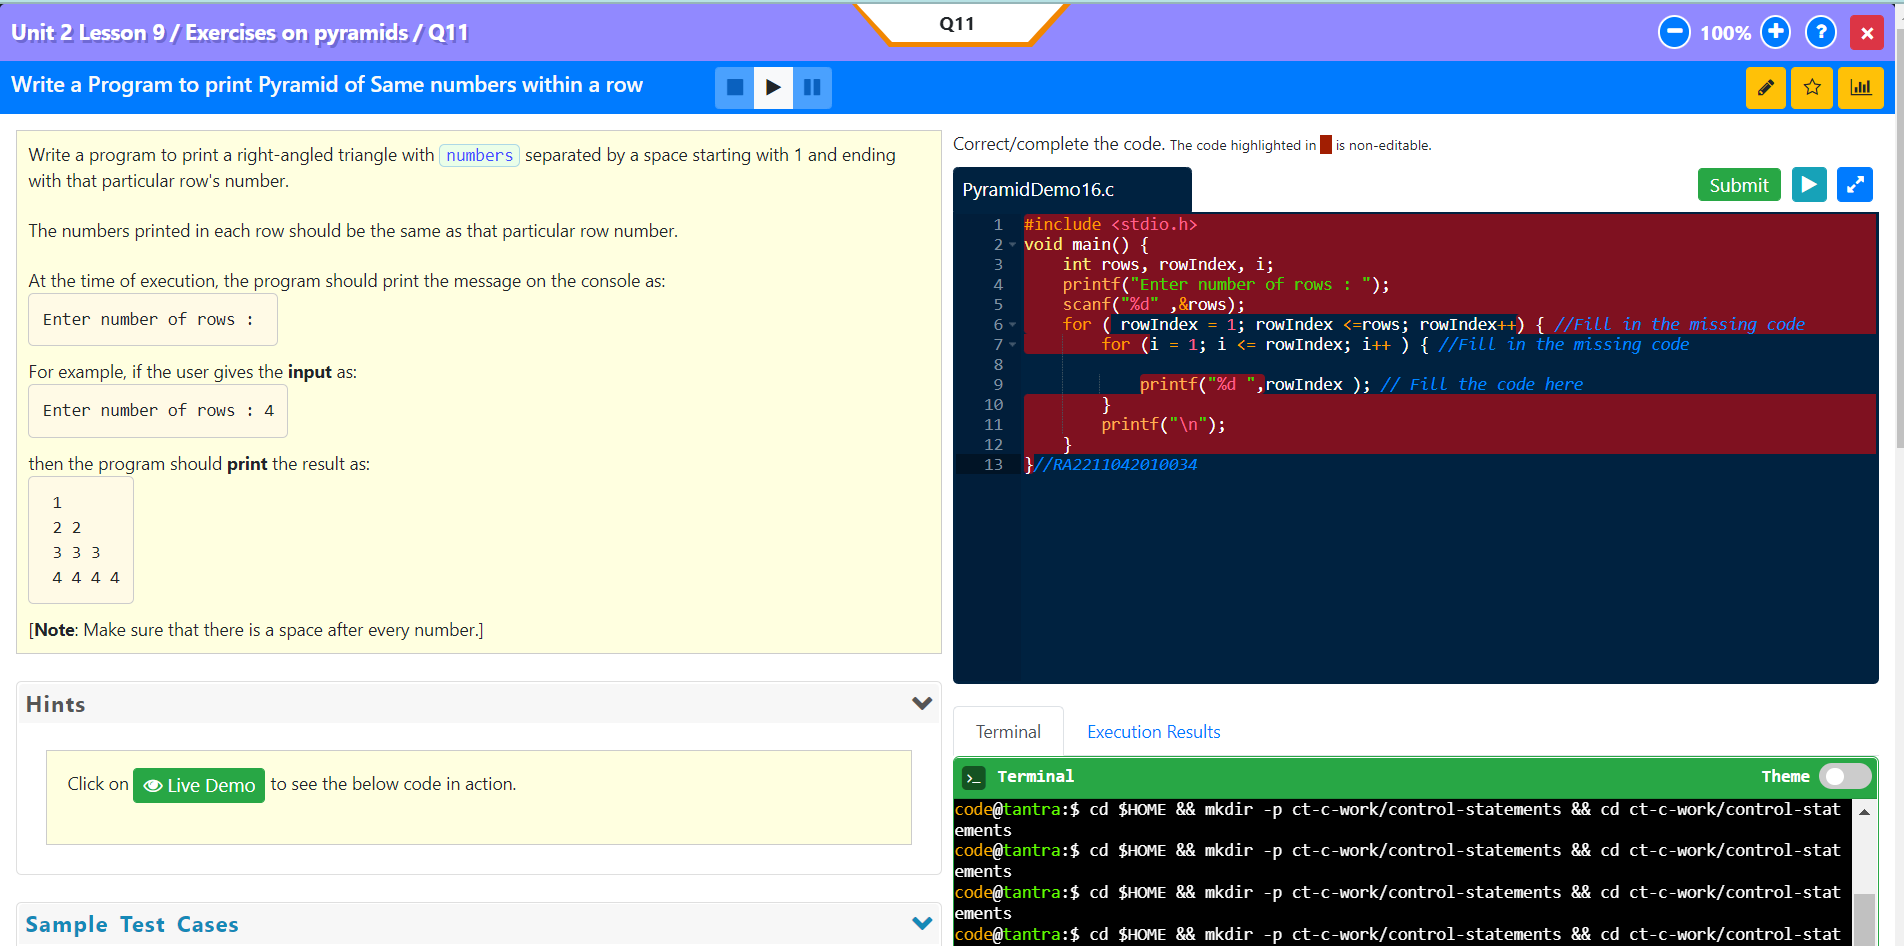 Unit 2 Lesson 9 / Exercises on pyramids / Q11
Q11
100%
?
×
Write a Program to print Pyramid of Same numbers within a row
Write a program to print a right-angled triangle with numbers separated by a space starting with 1 and ending
with that particular row's number.
The numbers printed in each row should be the same as that particular row number.
At the time of execution, the program should print the message on the console as:
Enter number of rows :
For example, if the user gives the input as:
Enter number of rows : 4
then the program should print the result as:
1
2 2
3 3 3
4 4 4 4
[Note: Make sure that there is a space after every number.]
Hints
Click on Live Demo to see the below code in action.
Sample Test Cases
Correct/complete the code. The code highlighted in is non-editable.
PyramidDemo16.c
Submit
1 #include <stdio.h>
2 void main() {
3 int rows, rowIndex, i;
4 printf("Enter number of rows : ");
5 scanf("%d" ,&rows);
6 for ( rowIndex = 1; rowIndex <=rows; rowIndex++) { //Fill in the missing code
7 for (i = 1; i <= rowIndex; i++ ) { //Fill in the missing code
8
9 printf("%d ",rowIndex ); // Fill the code here
10 }
11 printf("\n");
12 }
13 }//RA2211042010034
Terminal
Execution Results
>_ Terminal
Theme
code@tantra:$ cd $HOME && mkdir -p ct-c-work/control-statements && cd ct-c-work/control-stat
ements
code@tantra:$ cd $HOME && mkdir -p ct-c-work/control-statements && cd ct-c-work/control-stat
ements
code@tantra:$ cd $HOME && mkdir -p ct-c-work/control-statements && cd ct-c-work/control-stat
ements
code@tantra:$ cd $HOME && mkdir -p ct-c-work/control-statements && cd ct-c-work/control-stat